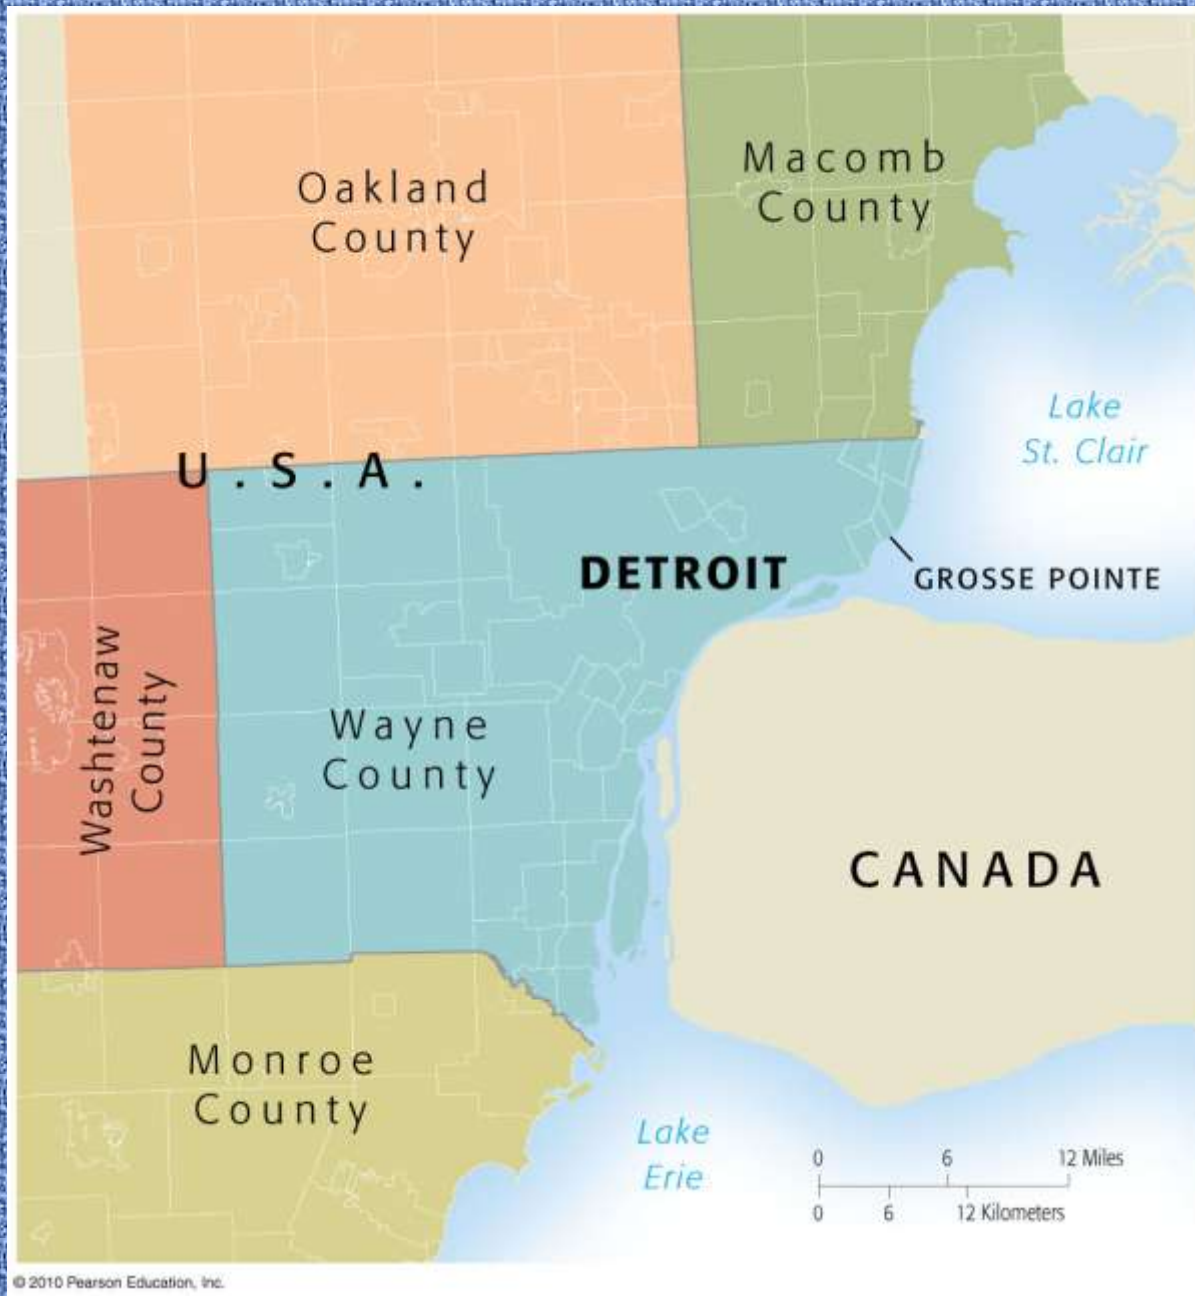 Oakland
County
Macomb
County
Lake
St. Clair
U.S.A.
DETROIT
GROSSE POINTE
Washtenaw
County
Wayne
County
CANADA
Monroe
County
Lake
Erie
0 6 12 Miles
0 6 12 Kilometers
© 2010 Pearson Education, Inc.